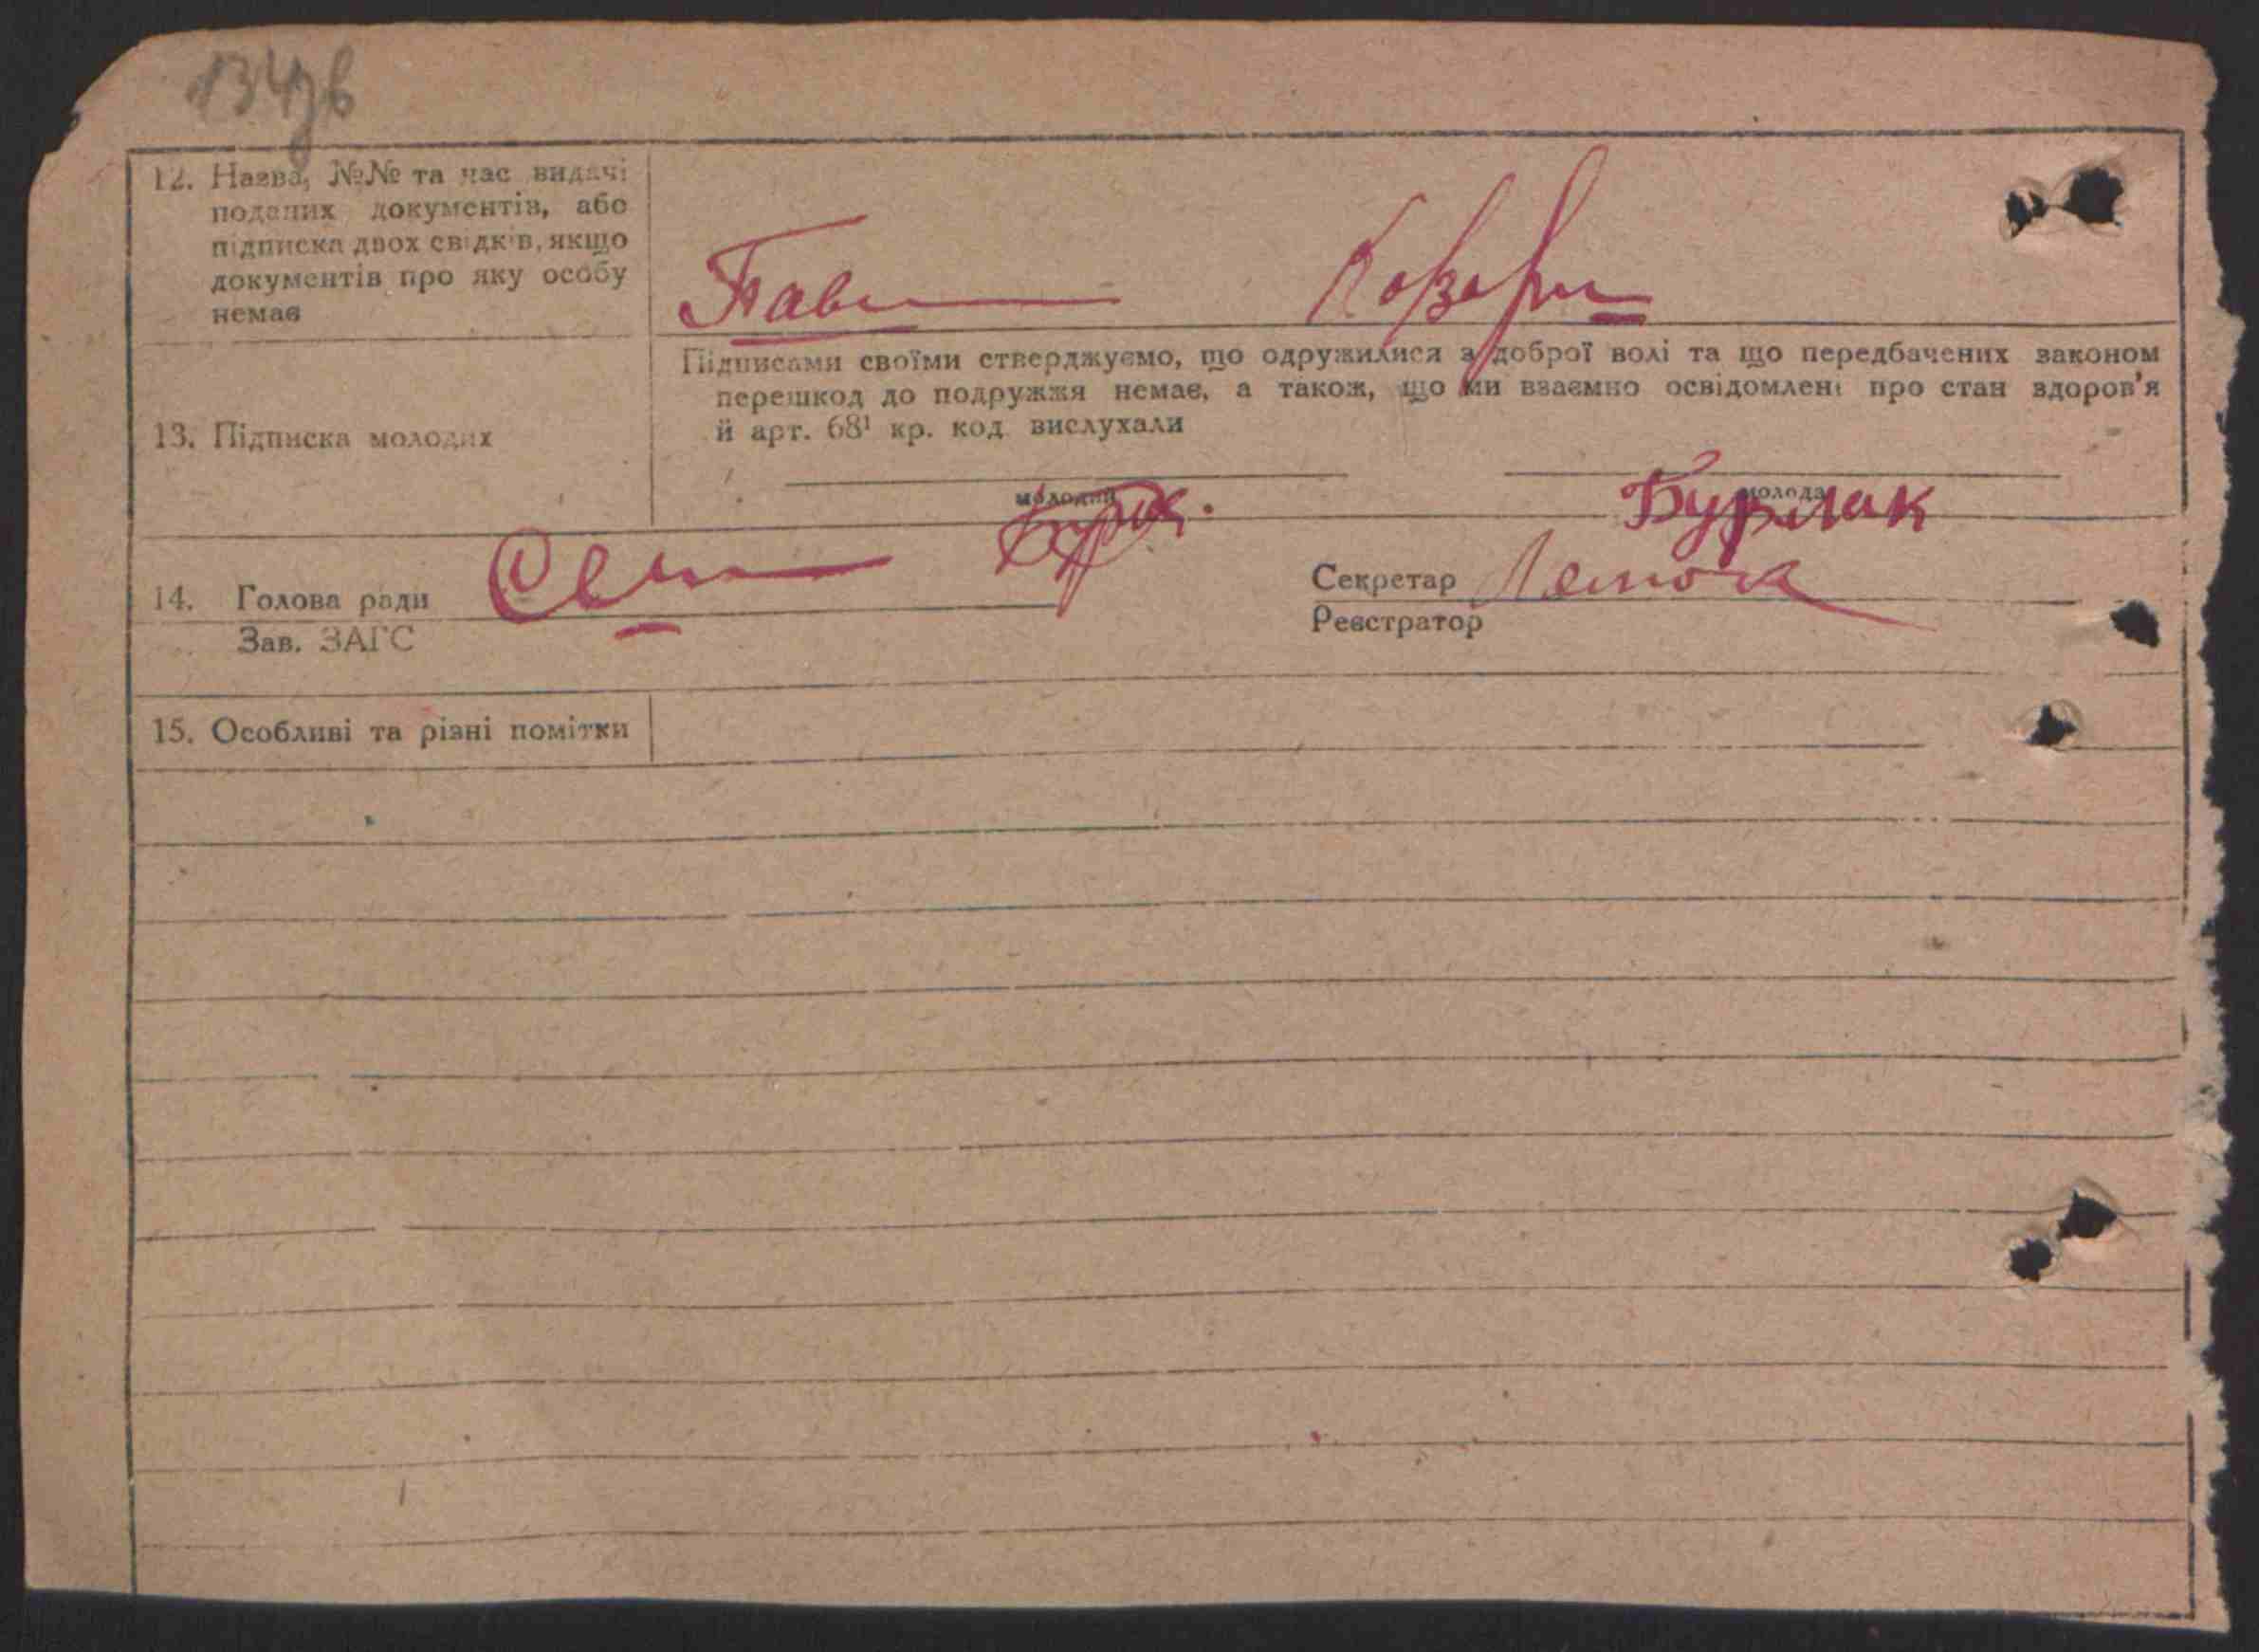 134зв
12. Назва, №№ та час видачі
поданих документів, або
підписка двох свідків, якщо
документів про яку особу
немає
Підписами своїми стверджуємо, що одружилися з доброї волі та що передбачених законом
перешкод до подружжя немає, а також, що ми взаємно освідомлені про стан здоров'я
й арт. 68¹ кр. код. вислухали
13. Підписка молодих
молодий
молода
Бурлак
14. Голова ради
Секретар
Зав. ЗАГС
Реєстратор
15. Особливі та різні помітки